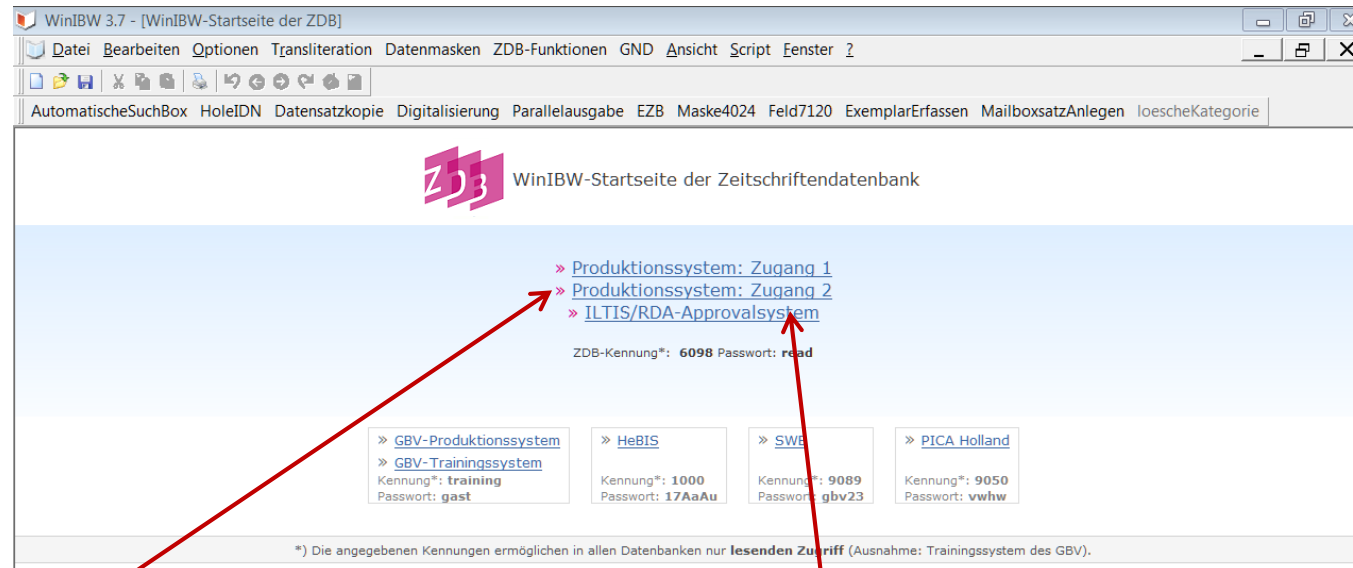 WinIBW 3.7 - [WinIBW-Startseite der ZDB]
Datei Bearbeiten Optionen Transliteration Datenmasken ZDB-Funktionen GND Ansicht Script Fenster ?
AutomatischeSuchBox HoleIDN Datensatzkopie Digitalisierung Parallelausgabe EZB Maske4024 Feld7120 ExemplarErfassen MailboxsatzAnlegen loescheKategorie
ZDB WinIBW-Startseite der Zeitschriftendatenbank
» Produktionssystem: Zugang 1
» Produktionssystem: Zugang 2
» ILTIS/RDA-Approvalsystem
ZDB-Kennung*: 6098 Passwort: read
» GBV-Produktionssystem
» GBV-Trainingssystem
Kennung*: training
Passwort: gast
» HeBIS
Kennung*: 1000
Passwort: 17AaAu
» SWB
Kennung*: 9089
Passwort: gbv23
» PICA Holland
Kennung*: 9050
Passwort: vwhw
*) Die angegebenen Kennungen ermöglichen in allen Datenbanken nur lesenden Zugriff (Ausnahme: Trainingssystem des GBV).